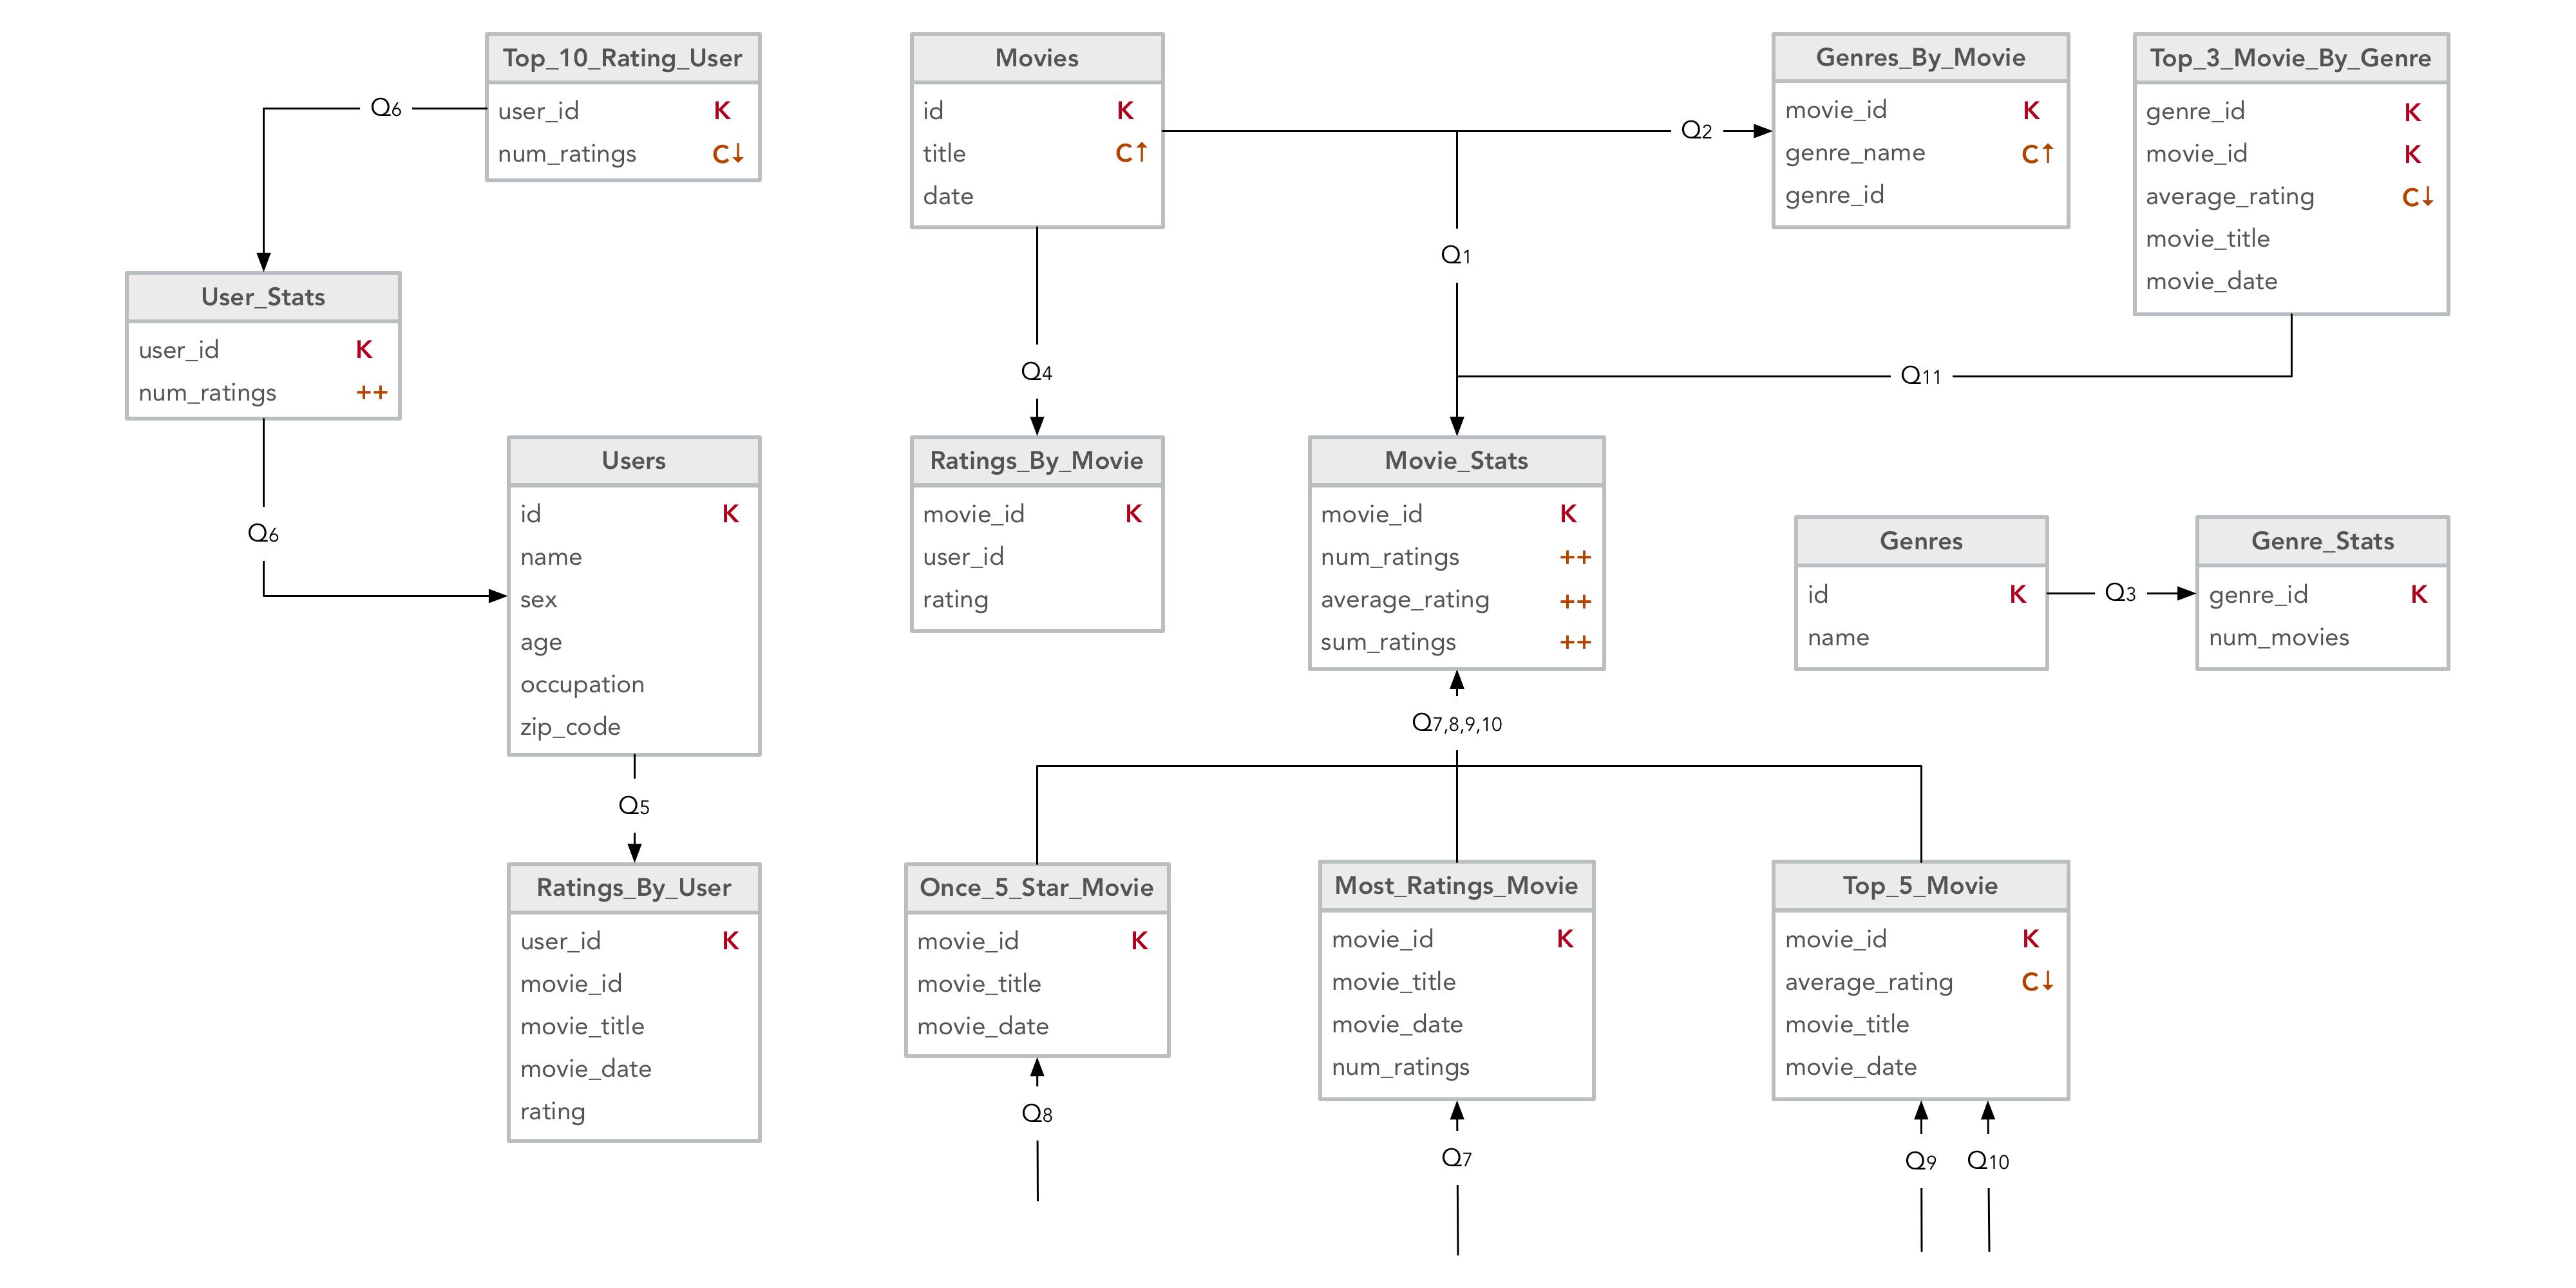 Top_10_Rating_User
user_id K
num_ratings C↓
Q6
User_Stats
user_id K
num_ratings ++
Q6
Users
id K
name
sex
age
occupation
zip_code
Q5
Ratings_By_User
user_id K
movie_id
movie_title
movie_date
rating
Movies
id K
title C↑
date
Q4
Ratings_By_Movie
movie_id K
user_id
rating
Q2
Genres_By_Movie
movie_id K
genre_name C↑
genre_id
Q1
Top_3_Movie_By_Genre
genre_id K
movie_id K
average_rating C↓
movie_title
movie_date
Q11
Movie_Stats
movie_id K
num_ratings ++
average_rating ++
sum_ratings ++
Genres
id K
name
Q3
Genre_Stats
genre_id K
num_movies
Q7,8,9,10
Once_5_Star_Movie
movie_id K
movie_title
movie_date
Q8
Most_Ratings_Movie
movie_id K
movie_title
movie_date
num_ratings
Q7
Top_5_Movie
movie_id K
average_rating C↓
movie_title
movie_date
Q9
Q10